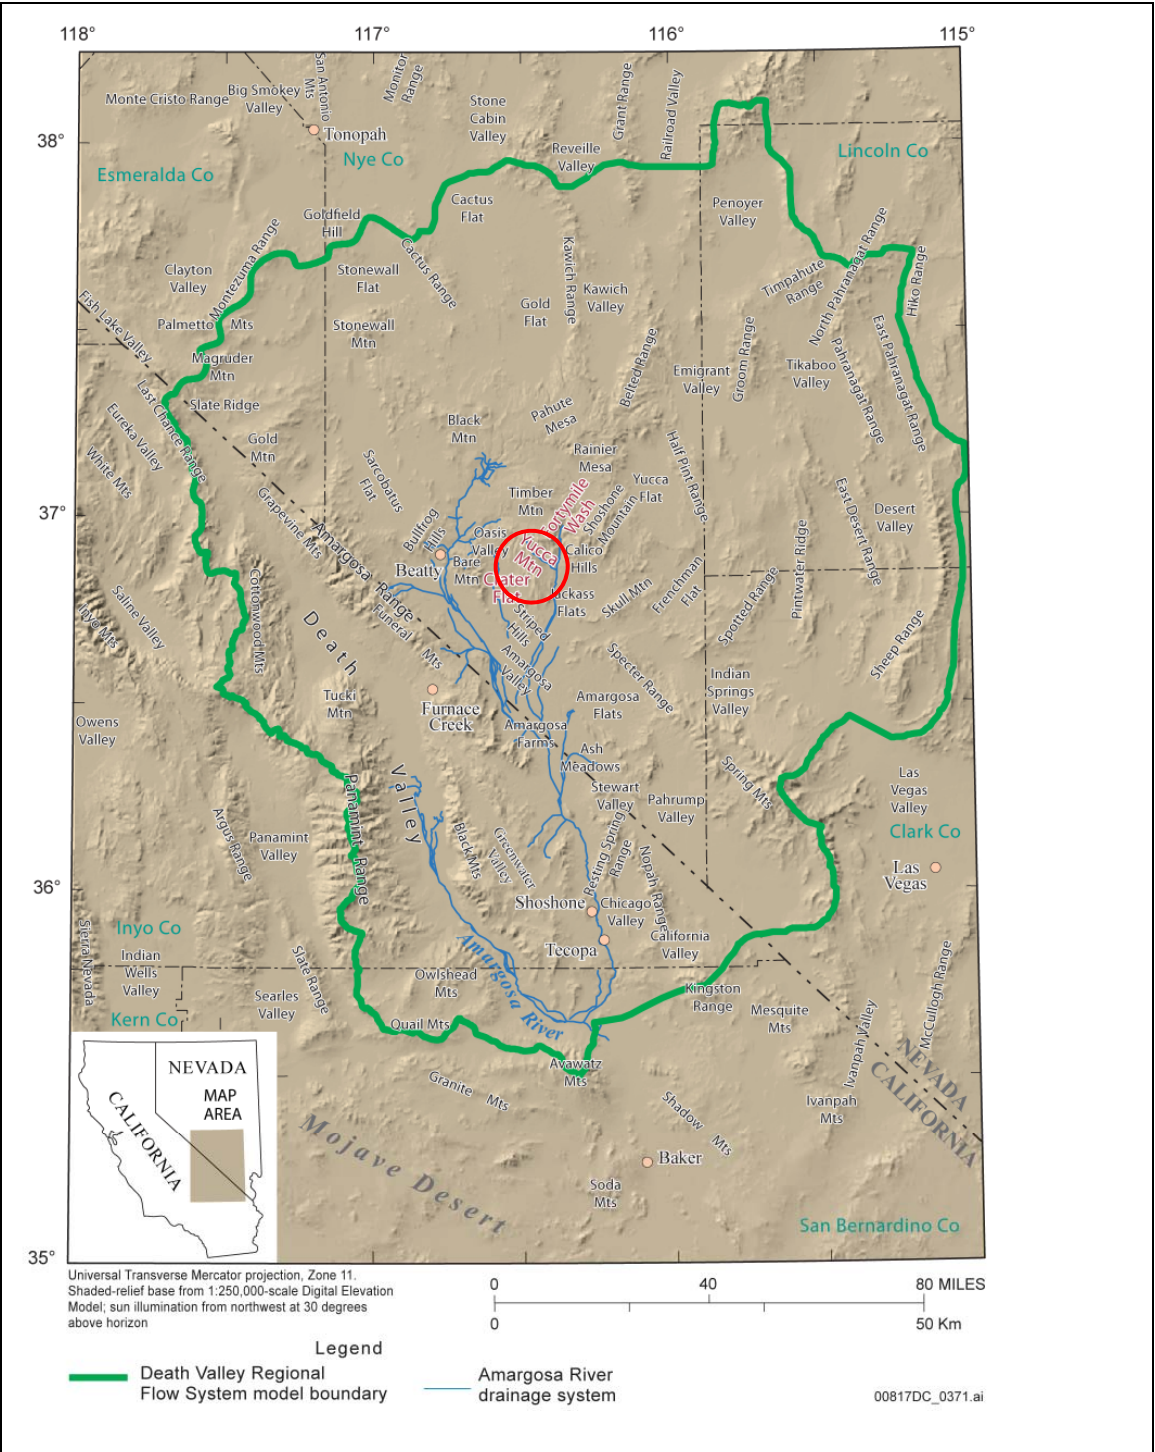 118°
117°
116°
115°
Monte Cristo Range
Big Smokey
Valley
San Antonio
Mts
Monitor
Range
Stone
Cabin
Valley
Grant Range
Railroad Valley
Tonopah
38°
Nye Co
Reveille
Valley
Lincoln Co
Esmeralda Co
Cactus
Flat
Penoyer
Valley
Goldfield
Hill
Montezuma Range
Cactus Range
Kawich Range
Clayton
Valley
Stonewall
Flat
Timpahute
Range
North Pahranagat Range
Hiko Range
Gold
Flat
Kawich
Valley
Fish Lake Valley
Palmetto Mts
Stonewall
Mtn
Belted Range
Groom Range
Pahranagat Range
East Pahranagat Range
Magruder
Mtn
Emigrant
Valley
Tikaboo
Valley
Last Chance Range
Slate Ridge
Eureka Valley
White Mts
Gold
Mtn
Black
Mtn
Pahute
Mesa
Rainier
Mesa
Half Pint Range
Sarcobatus
Flat
Grapevine Mts
Timber
Mtn
Fortymile
Wash
Shoshone
Mountain
Yucca
Flat
East Desert Range
Desert
Valley
37°
Bullfrog
Hills
Oasis
Valley
Yucca
Mtn
Calico
Hills
Pintwater Ridge
Amargosa Range
Beatty
Bare
Mtn
Crater
Flat
Jackass
Flats
Skull Mtn
Frenchman
Flat
Spotted Range
Cottonwood Mts
Saline Valley
Inyo Mts
Funeral Mts
Striped
Hills
Sheep Range
Death
Amargosa
Valley
Specter Range
Indian
Springs
Valley
Tucki
Mtn
Furnace
Creek
Amargosa
Flats
Owens
Valley
Amargosa
Farms
Ash
Meadows
Spring Mts
Valley
Panamint Range
Stewart
Valley
Pahrump
Valley
Las
Vegas
Valley
Clark Co
Argus Range
Panamint
Valley
Black Mts
Greenwater
Valley
Resting Spring
Range
Nopah Range
Las
Vegas
36°
Shoshone
Chicago
Valley
Inyo Co
Sierra Nevada
Indian
Wells
Valley
Slate Range
Amargosa River
Tecopa
California
Valley
McCullogh Range
Owlshead
Mts
Kingston
Range
Searles
Valley
Mesquite
Mts
Kern Co
Quail Mts
Ivanpah Valley
Avawatz
Mts
NEVADA
CALIFORNIA
Granite Mts
Shadow Mts
Ivanpah
Mts
Mojave Desert
Baker
Soda
Mts
San Bernardino Co
NEVADA
MAP
AREA
CALIFORNIA
35°
Universal Transverse Mercator projection, Zone 11.
Shaded-relief base from 1:250,000-scale Digital Elevation
Model; sun illumination from northwest at 30 degrees
above horizon
0 40 80 MILES
0 50 Km
Legend
Death Valley Regional
Flow System model boundary
Amargosa River
drainage system
00817DC_0371.ai